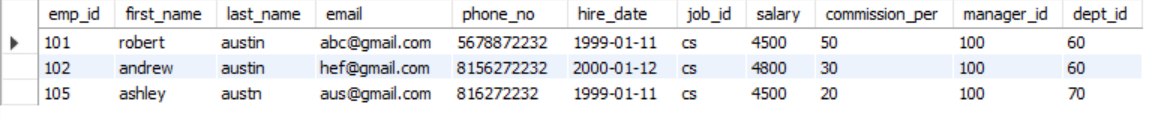 emp_id first_name last_name email phone_no hire_date job_id salary commission_per manager_id dept_id
101 robert austin abc@gmail.com 5678872232 1999-01-11 cs 4500 50 100 60
102 andrew austin hef@gmail.com 8156272232 2000-01-12 cs 4800 30 100 60
105 ashley austn aus@gmail.com 816272232 1999-01-11 cs 4500 20 100 70